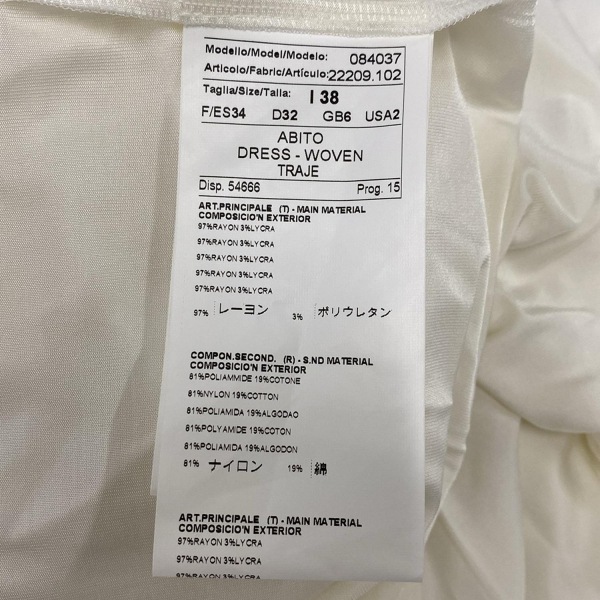 Modello/Model/Modelo: 084037
Articolo/Fabric/Artículo: 22209.102
Taglia/Size/Talla: I 38
F/ES34 D32 GB6 USA2
ABITO
DRESS - WOVEN
TRAJE
Disp. 54666 Prog. 15
ART.PRINCIPALE (T) - MAIN MATERIAL
COMPOSICIO'N EXTERIOR
97%RAYON 3%LYCRA
97%RAYON 3%LYCRA
97%RAYON 3%LYCRA
97%RAYON 3%LYCRA
97%RAYON 3%LYCRA
97% レーヨン 3% ポリウレタン
COMPON.SECOND. (R) - S.ND MATERIAL
COMPOSICIO'N EXTERIOR
81%POLIAMMIDE 19%COTONE
81%NYLON 19%COTTON
81%POLIAMIDA 19%ALGODAO
81%POLYAMIDE 19%COTON
81%POLIAMIDA 19%ALGODON
81% ナイロン 19% 綿
ART.PRINCIPALE (T) - MAIN MATERIAL
COMPOSICIO'N EXTERIOR
97%RAYON 3%LYCRA
97%RAYON 3%LYCRA
97%RAYON 3%LYCRA